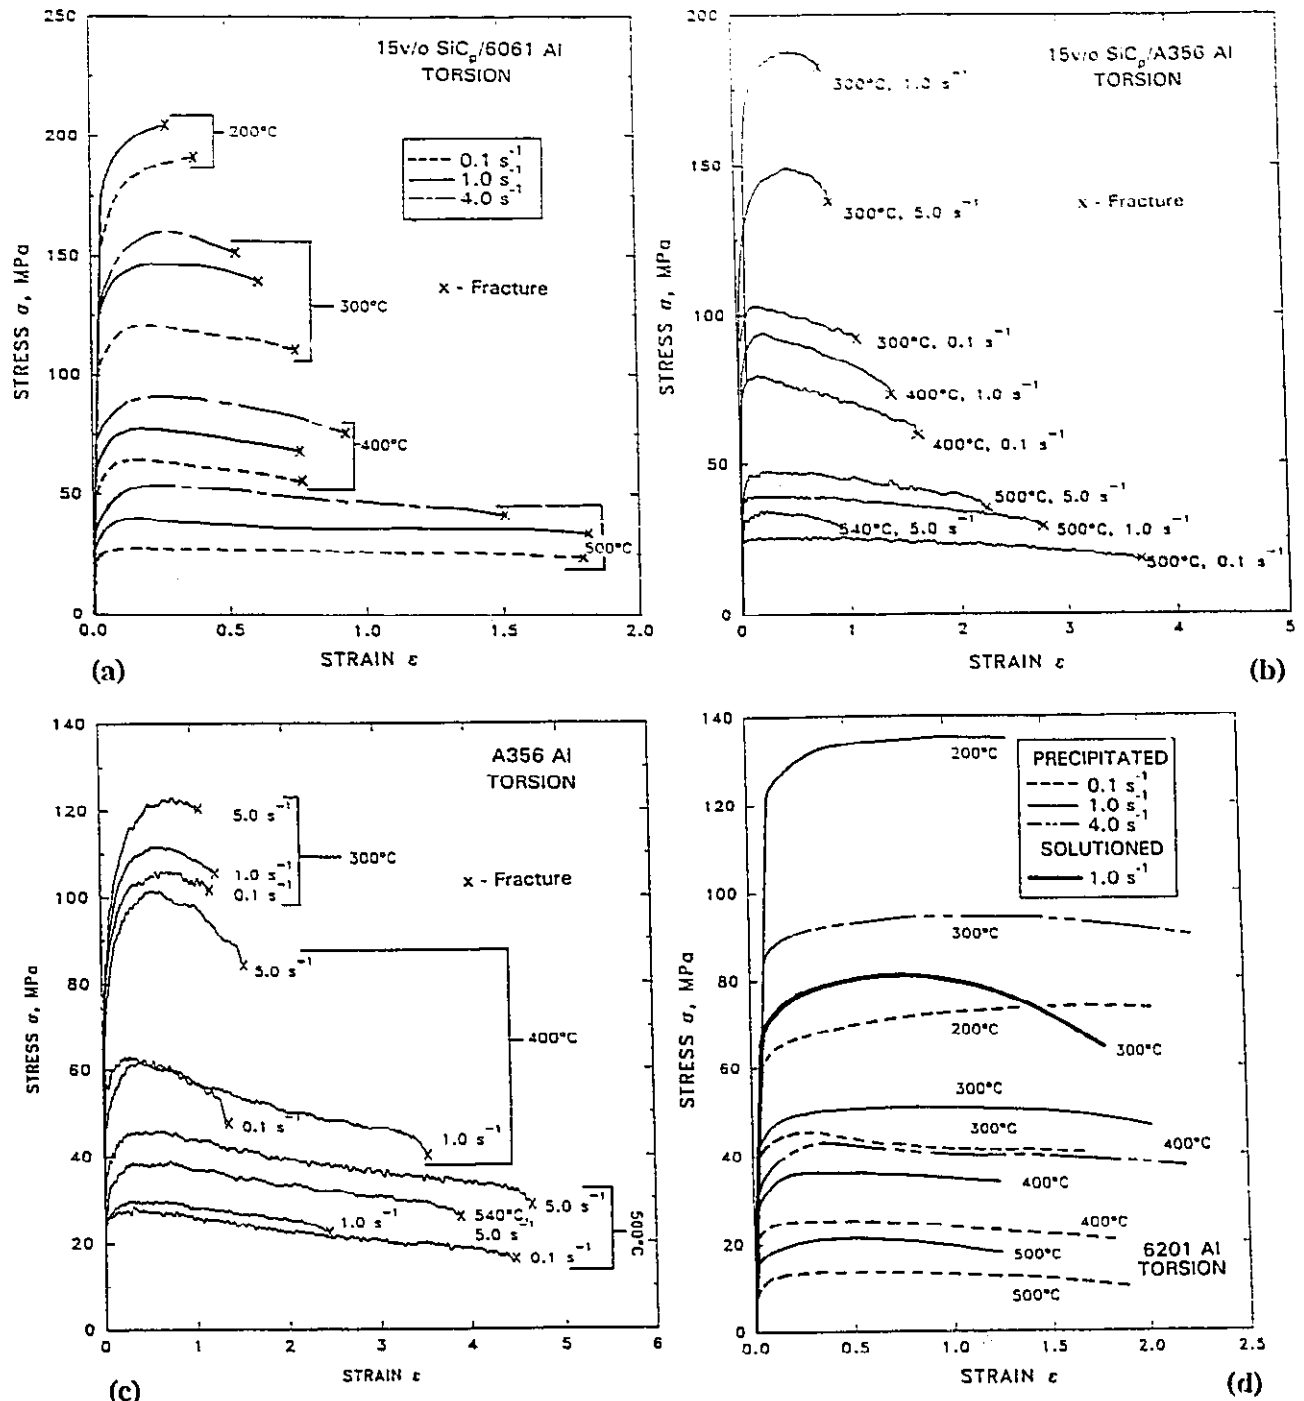 (a)
15v/o SiCp/6061 Al
TORSION
200°C
0.1 s⁻¹
1.0 s⁻¹
4.0 s⁻¹
300°C
x - Fracture
400°C
500°C
STRESS σ, MPa
250
200
150
100
50
0
0.0 0.5 1.0 1.5 2.0
STRAIN ε
15v/o SiCp/A356 Al
TORSION
300°C, 1.0 s⁻¹
x - Fracture
300°C, 5.0 s⁻¹
300°C, 0.1 s⁻¹
400°C, 1.0 s⁻¹
400°C, 0.1 s⁻¹
500°C, 5.0 s⁻¹
540°C, 5.0 s⁻¹
500°C, 1.0 s⁻¹
500°C, 0.1 s⁻¹
STRESS σ, MPa
200
150
100
50
0
0 1 2 3 4 5
STRAIN ε
(b)
A356 Al
TORSION
5.0 s⁻¹
300°C
1.0 s⁻¹
0.1 s⁻¹
x - Fracture
5.0 s⁻¹
400°C
0.1 s⁻¹
1.0 s⁻¹
5.0 s⁻¹
1.0 s⁻¹
540°C,
5.0 s⁻¹
500°C
0.1 s⁻¹
STRESS σ, MPa
140
120
100
80
60
40
20
0
0 1 2 3 4 5 6
STRAIN ε
(c)
200°C
PRECIPITATED
0.1 s⁻¹
1.0 s⁻¹
4.0 s⁻¹
SOLUTIONED
1.0 s⁻¹
300°C
200°C
300°C
300°C
300°C
400°C
400°C
400°C
500°C
500°C
6201 Al
TORSION
STRESS σ, MPa
140
120
100
80
60
40
20
0
0.0 0.5 1.0 1.5 2.0 2.5
STRAIN ε
(d)